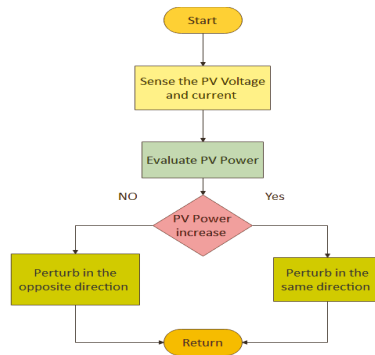 Start
Sense the PV Voltage
and current
Evaluate PV Power
NO
Yes
PV Power
increase
Perturb in the
opposite direction
Perturb in the
same direction
Return